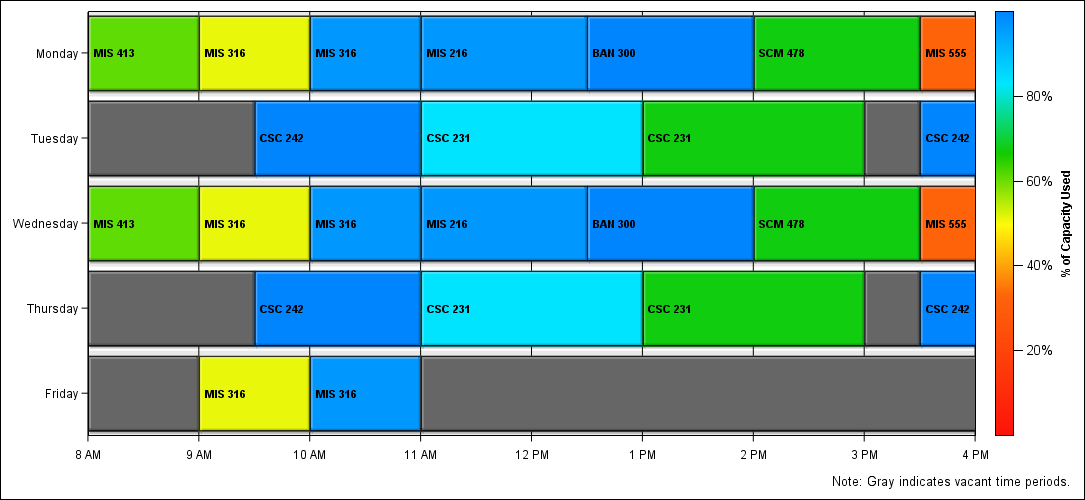 Monday MIS 413 MIS 316 MIS 316 MIS 216 BAN 300 SCM 478 MIS 555
Tuesday CSC 242 CSC 231 CSC 231 CSC 242
Wednesday MIS 413 MIS 316 MIS 316 MIS 216 BAN 300 SCM 478 MIS 555
Thursday CSC 242 CSC 231 CSC 231 CSC 242
Friday MIS 316 MIS 316
8 AM 9 AM 10 AM 11 AM 12 PM 1 PM 2 PM 3 PM 4 PM
80%
60%
40%
20%
% of Capacity Used
Note: Gray indicates vacant time periods.